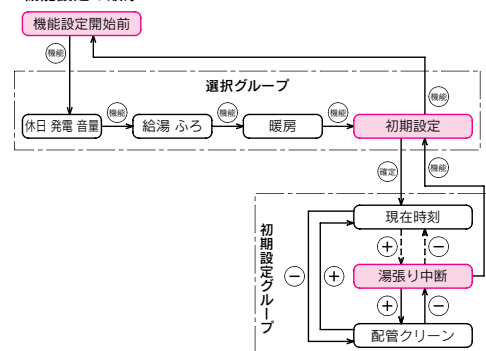 機能設定開始前
機能
選択グループ
機能
休日 発電 音量
機能
給湯 ふろ
機能
暖房
機能
初期設定
確定
機能
初期設定グループ
現在時刻
+
−
−
+
湯張り中断
+
−
配管クリーン